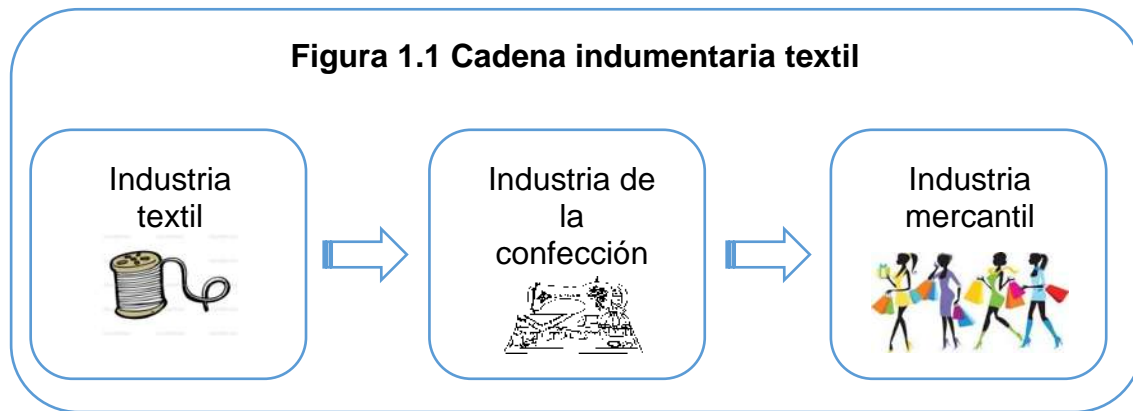 Figura 1.1 Cadena indumentaria textil
Industria
textil
Industria de
la
confección
Industria
mercantil